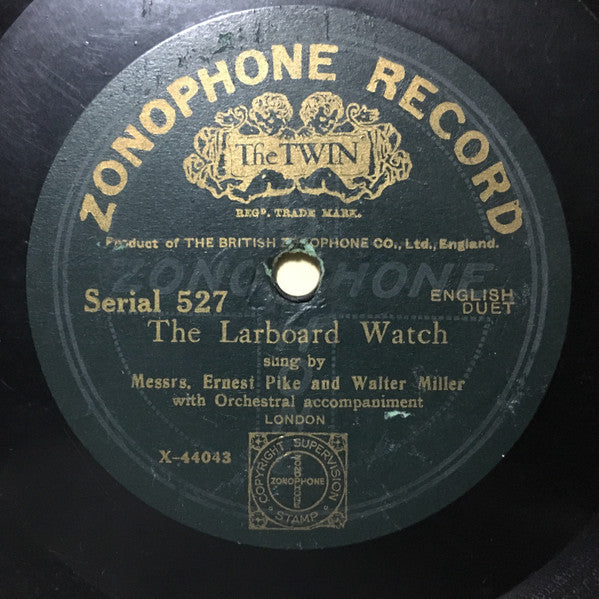 ZONOPHONE RECORD
The TWIN
REGD. TRADE MARK.
Product of THE BRITISH ZONOPHONE CO., Ltd., England.
ZONOPHONE
Serial 527
ENGLISH
DUET
The Larboard Watch
sung by
Messrs. Ernest Pike and Walter Miller
with Orchestral accompaniment
LONDON
X-44043
COPYRIGHT SUPERVISION STAMP
ZONOPHONE
ZONOPHONE